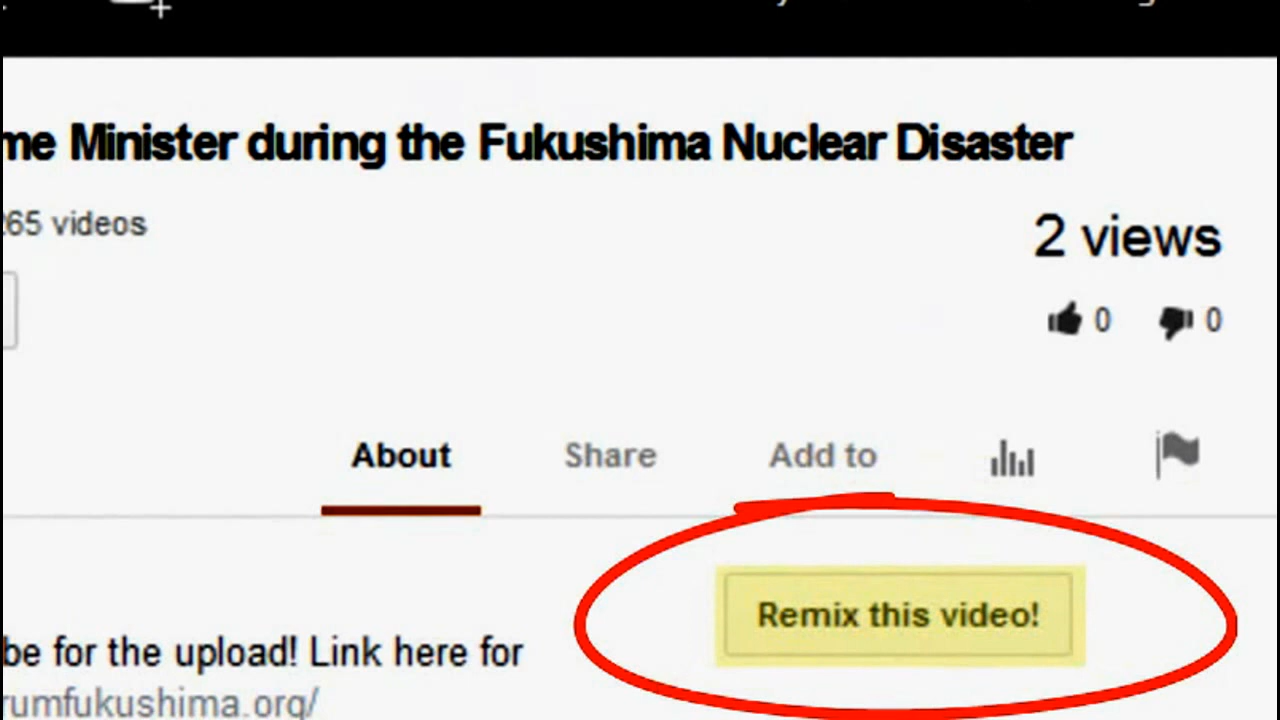 me Minister during the Fukushima Nuclear Disaster
265 videos
2 views
0 0
About Share Add to
Remix this video!
be for the upload! Link here for
rumfukushima.org/